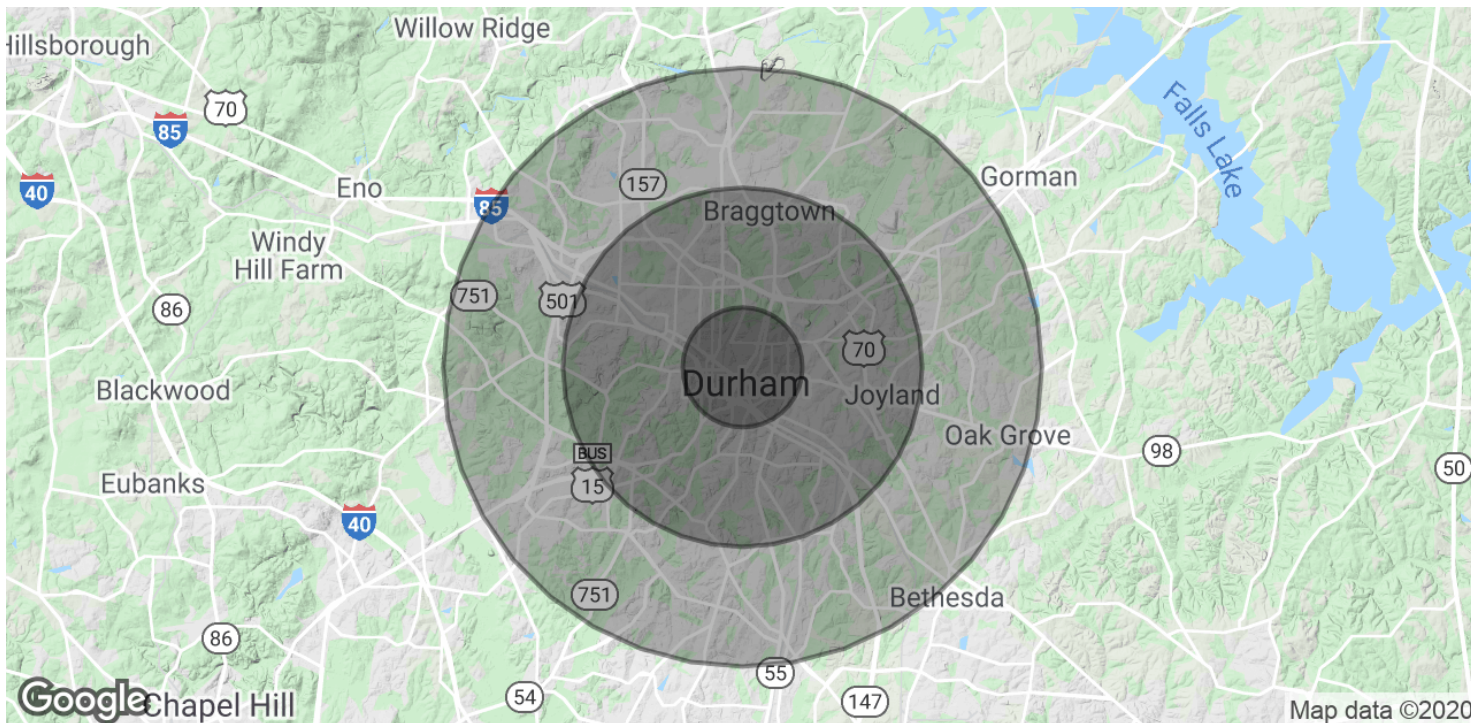 Willow Ridge
Hillsborough
70
85
40
Eno
85
157
Gorman
Falls Lake
Braggtown
Windy
Hill Farm
751
501
86
70
Durham
Blackwood
Joyland
Oak Grove
98
BUS
15
50
Eubanks
40
751
Bethesda
86
55
54
147
Google
Chapel Hill
Map data ©2020